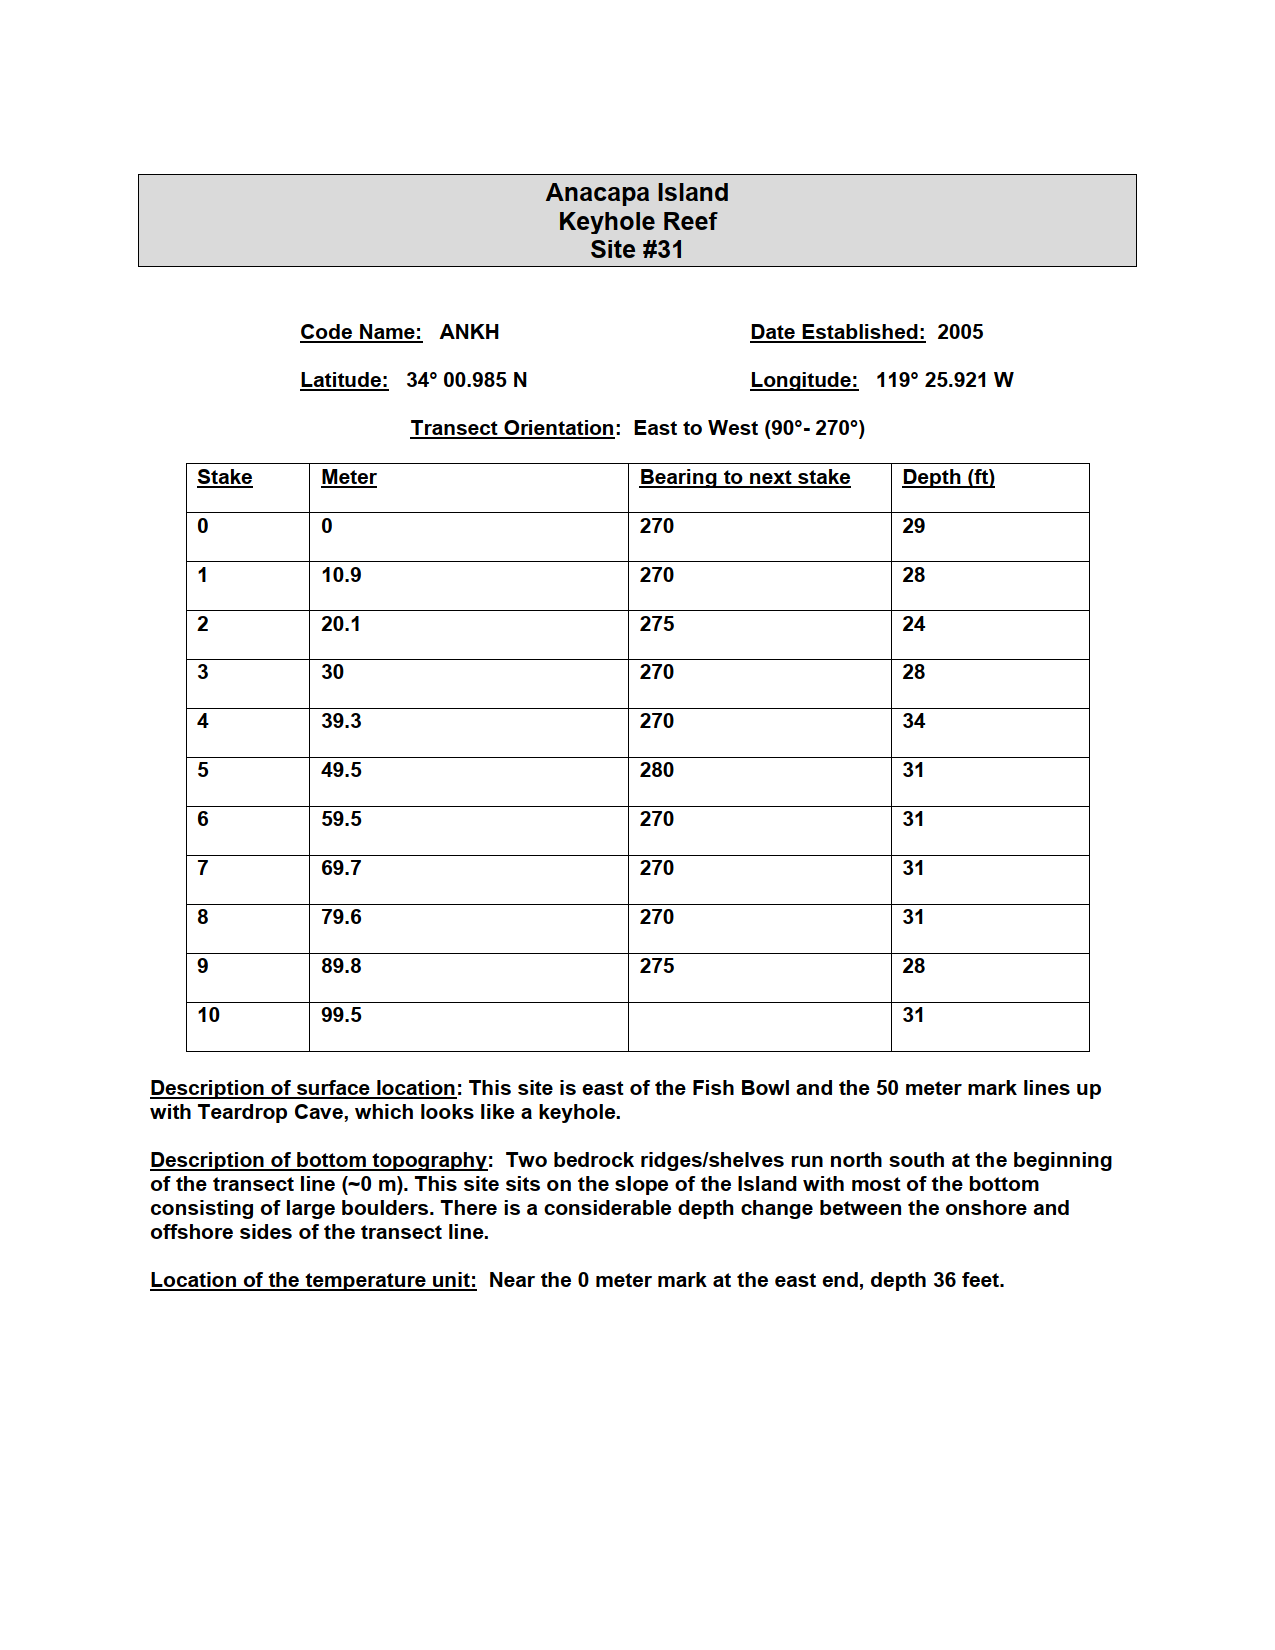 Anacapa Island
Keyhole Reef
Site #31
Code Name: ANKH Date Established: 2005
Latitude: 34° 00.985 N Longitude: 119° 25.921 W
Transect Orientation: East to West (90°- 270°)
Stake Meter Bearing to next stake Depth (ft)
0 0 270 29
1 10.9 270 28
2 20.1 275 24
3 30 270 28
4 39.3 270 34
5 49.5 280 31
6 59.5 270 31
7 69.7 270 31
8 79.6 270 31
9 89.8 275 28
10 99.5 31
Description of surface location: This site is east of the Fish Bowl and the 50 meter mark lines up
with Teardrop Cave, which looks like a keyhole.
Description of bottom topography: Two bedrock ridges/shelves run north south at the beginning
of the transect line (~0 m). This site sits on the slope of the Island with most of the bottom
consisting of large boulders. There is a considerable depth change between the onshore and
offshore sides of the transect line.
Location of the temperature unit: Near the 0 meter mark at the east end, depth 36 feet.